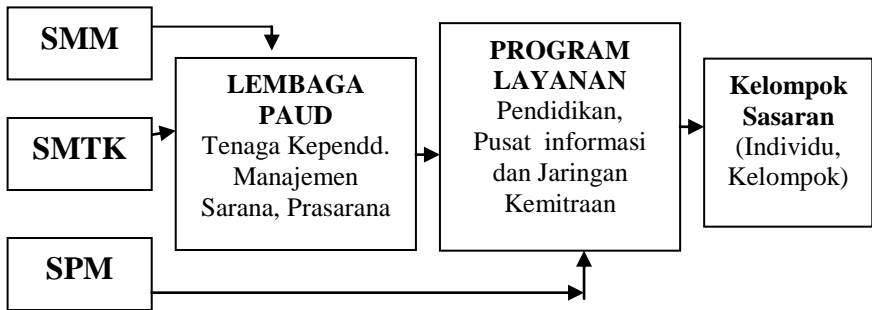 SMM
SMTK
SPM
LEMBAGA
PAUD
Tenaga Kependd.
Manajemen
Sarana, Prasarana
PROGRAM
LAYANAN
Pendidikan,
Pusat informasi
dan Jaringan
Kemitraan
Kelompok
Sasaran
(Individu,
Kelompok)